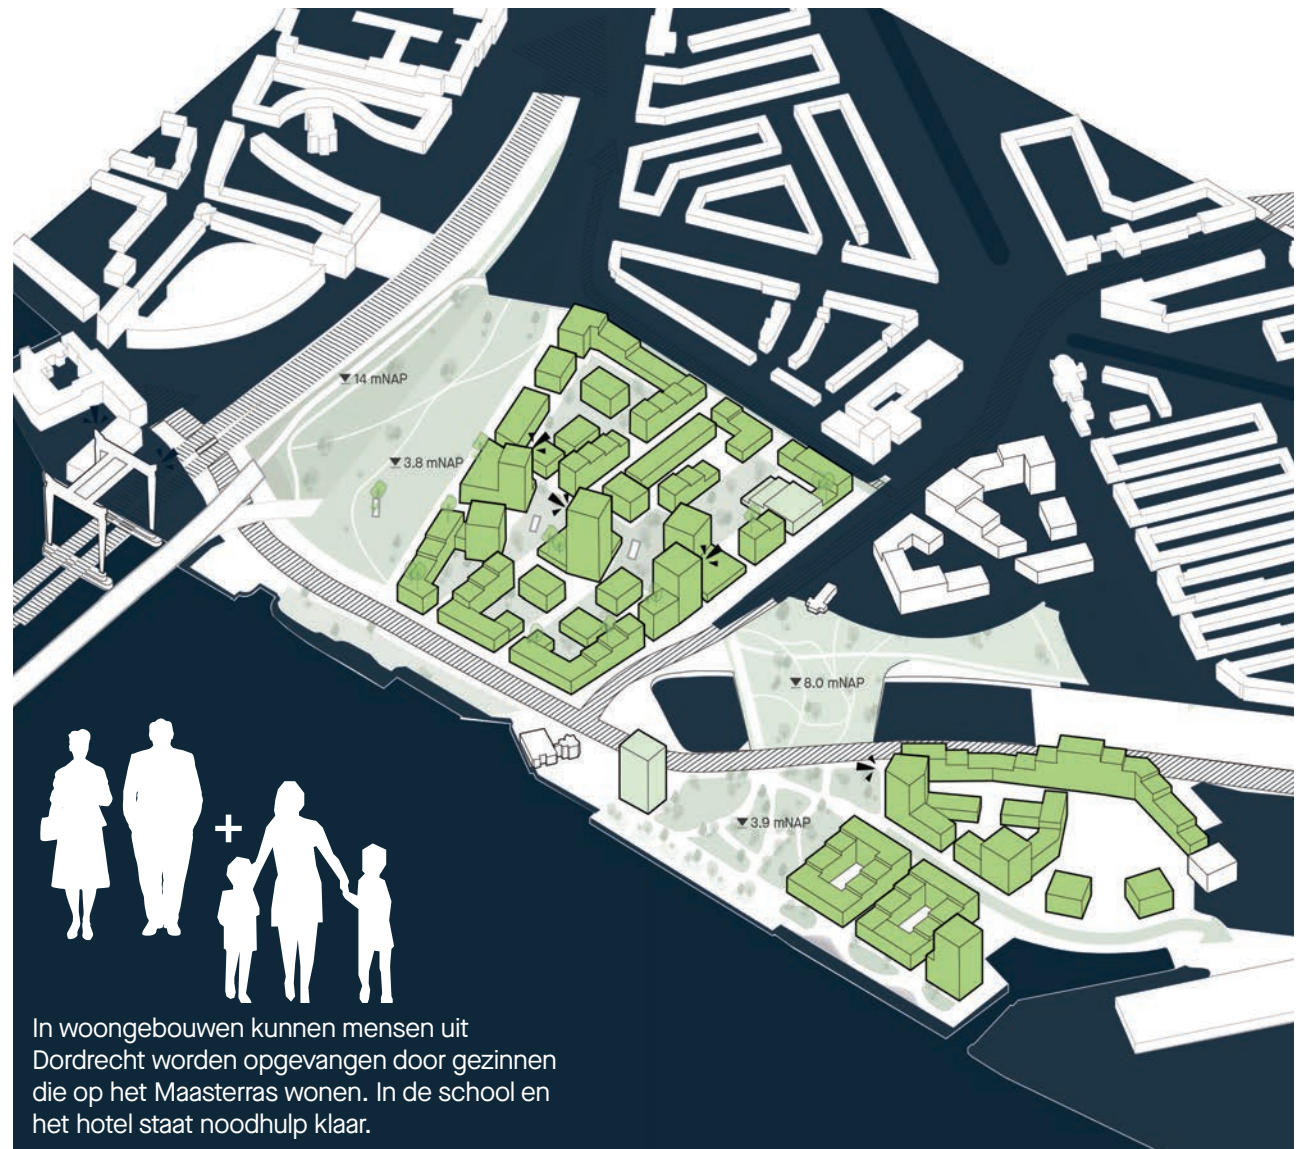 14 mNAP
3.8 mNAP
8.0 mNAP
3.9 mNAP
+
In woongebouwen kunnen mensen uit
Dordrecht worden opgevangen door gezinnen
die op het Maasterras wonen. In de school en
het hotel staat noodhulp klaar.